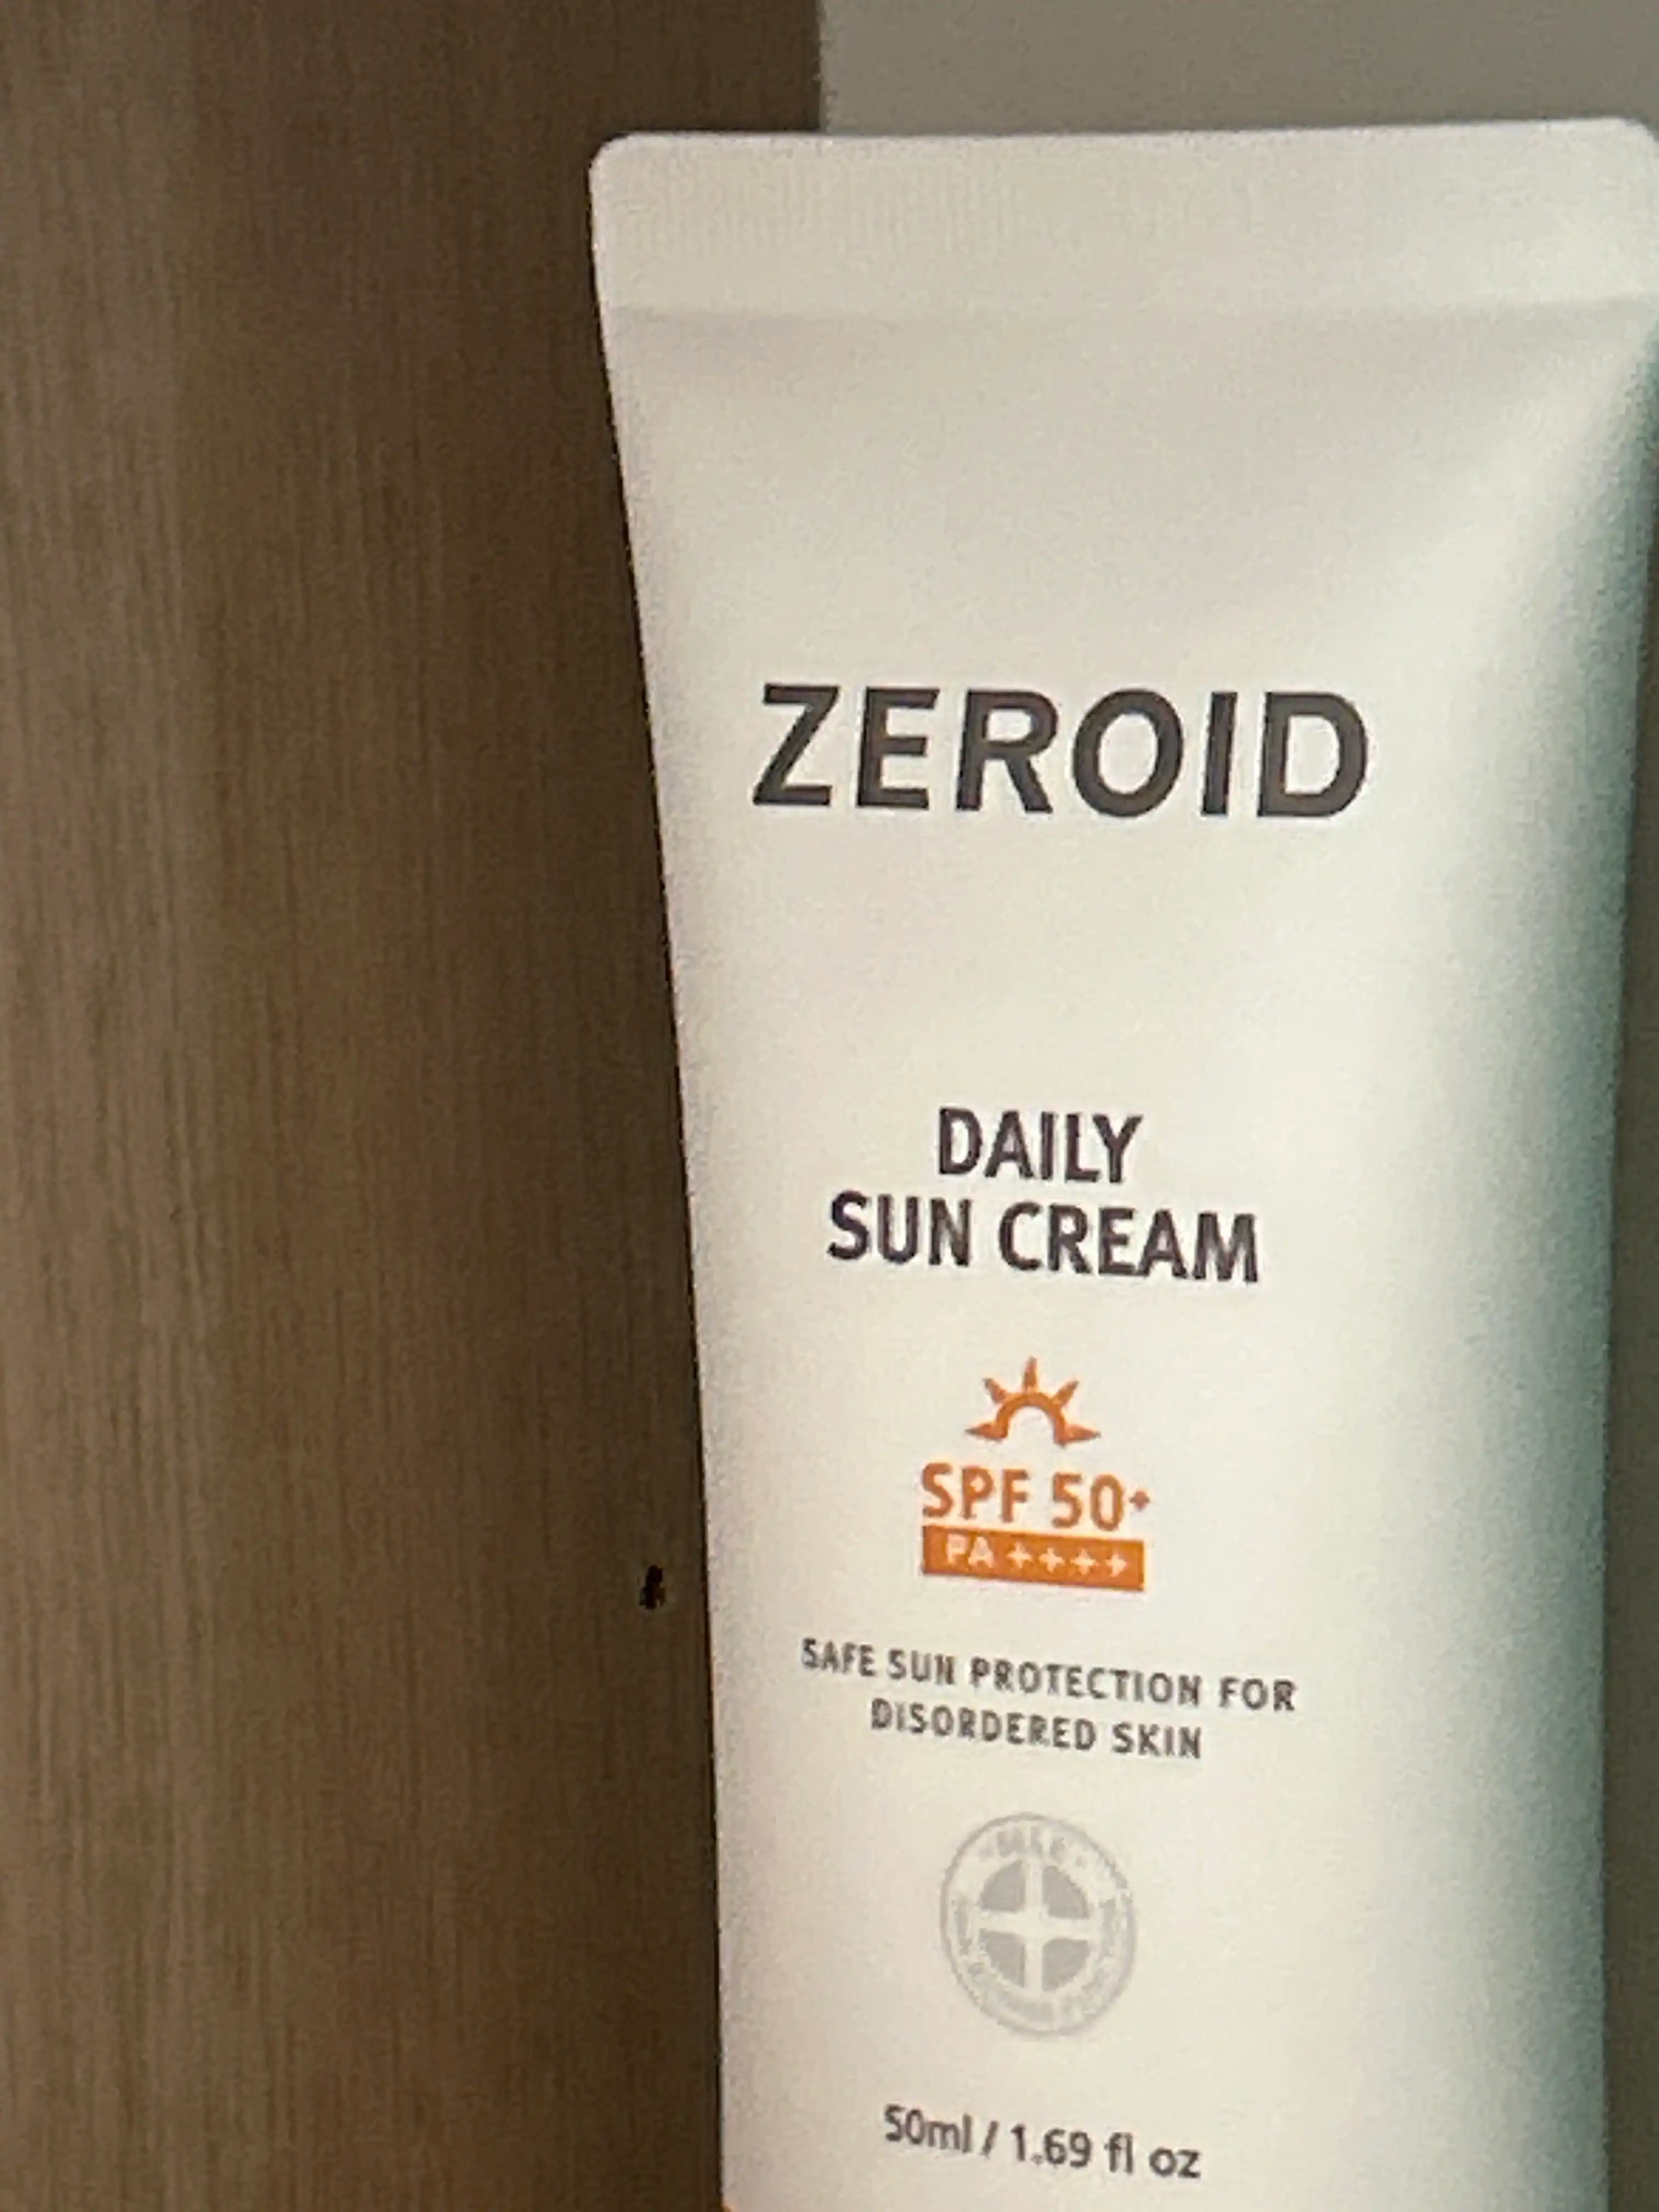 ZEROID
DAILY
SUN CREAM
SPF 50+
PA ++++
SAFE SUN PROTECTION FOR
DISORDERED SKIN
50ml / 1.69 fl oz